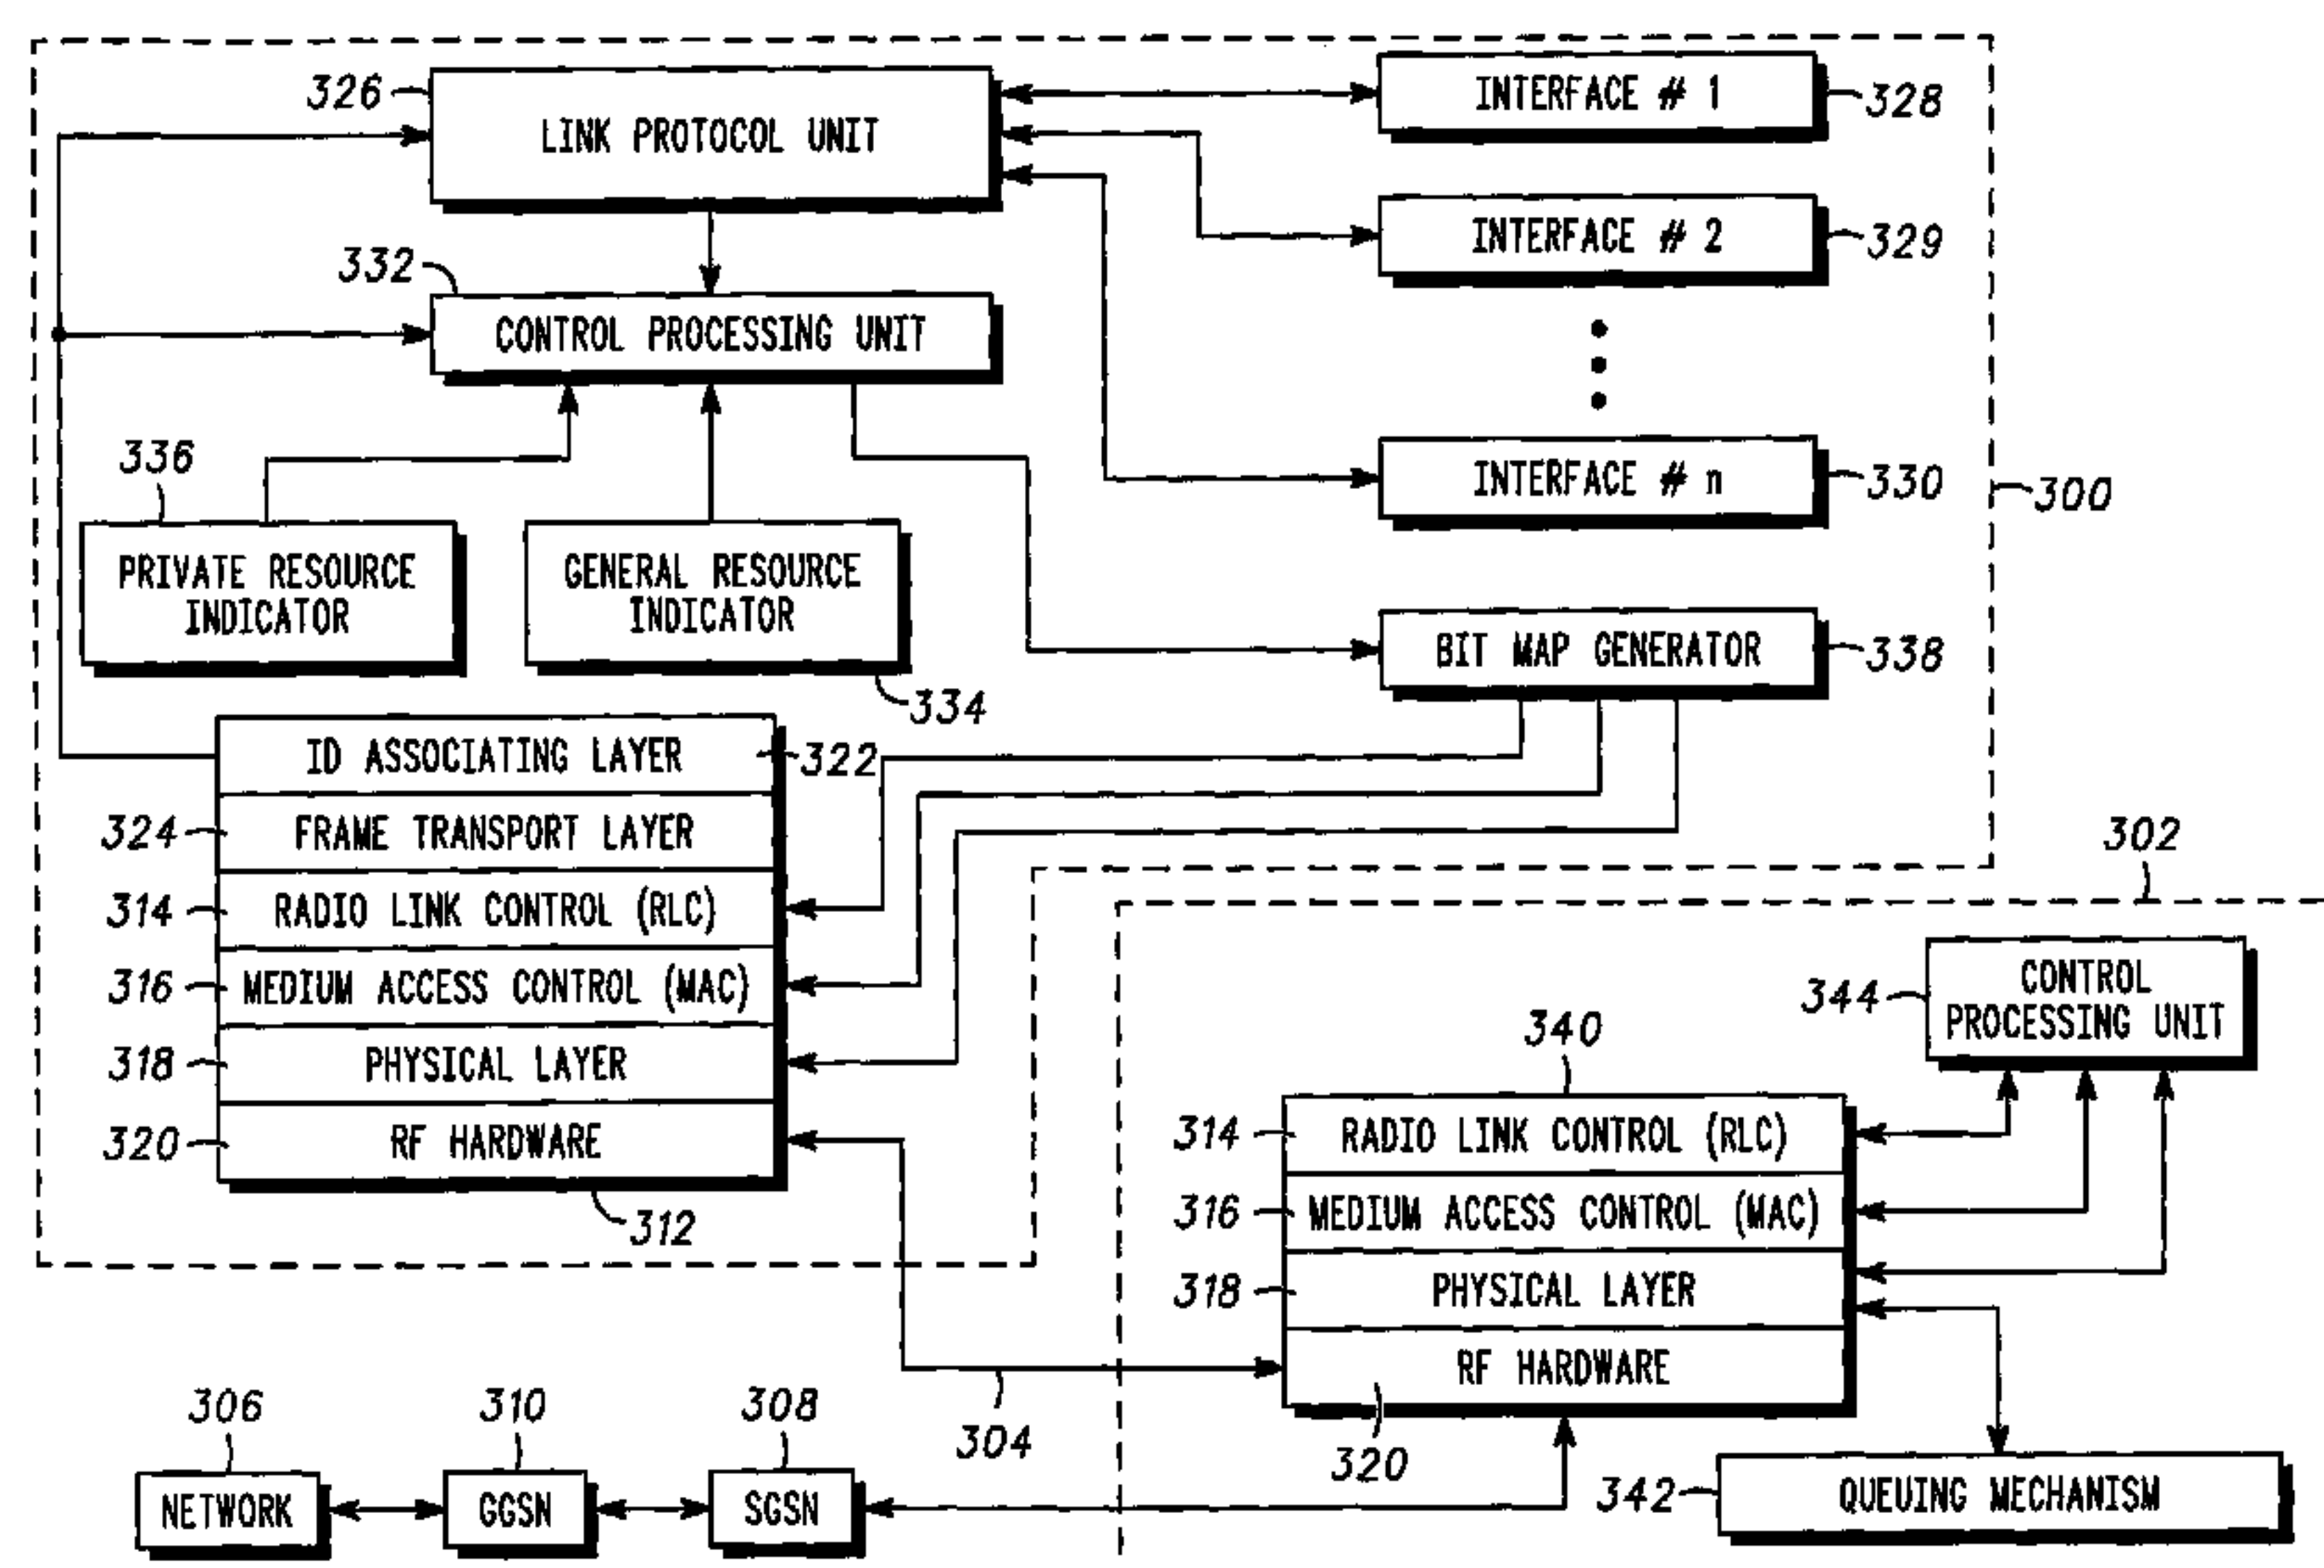 326
LINK PROTOCOL UNIT
INTERFACE # 1
328
332
INTERFACE # 2
329
CONTROL PROCESSING UNIT
336
INTERFACE # n
330
300
PRIVATE RESOURCE
INDICATOR
GENERAL RESOURCE
INDICATOR
334
BIT MAP GENERATOR
338
ID ASSOCIATING LAYER
322
324
FRAME TRANSPORT LAYER
314
RADIO LINK CONTROL (RLC)
316
MEDIUM ACCESS CONTROL (MAC)
318
PHYSICAL LAYER
320
RF HARDWARE
312
302
344
CONTROL
PROCESSING UNIT
340
314
RADIO LINK CONTROL (RLC)
316
MEDIUM ACCESS CONTROL (MAC)
318
PHYSICAL LAYER
RF HARDWARE
320
304
306
NETWORK
310
GGSN
308
SGSN
342
QUEUING MECHANISM